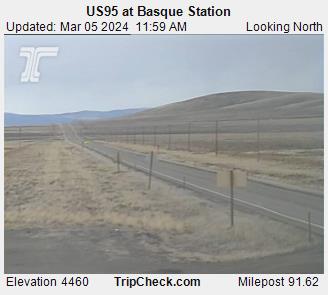 US95 at Basque Station
Updated: Mar 05 2024 11:59 AM Looking North
Elevation 4460 TripCheck.com Milepost 91.62